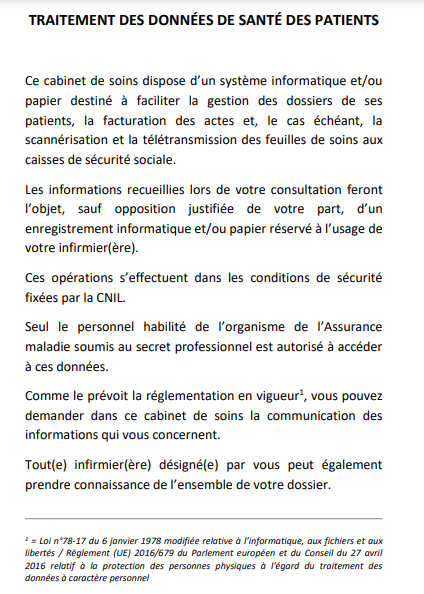 TRAITEMENT DES DONNÉES DE SANTÉ DES PATIENTS
Ce cabinet de soins dispose d’un système informatique et/ou
papier destiné à faciliter la gestion des dossiers de ses
patients, la facturation des actes et, le cas échéant, la
scannérisation et la télétransmission des feuilles de soins aux
caisses de sécurité sociale.
Les informations recueillies lors de votre consultation feront
l’objet, sauf opposition justifiée de votre part, d’un
enregistrement informatique et/ou papier réservé à l’usage de
votre infirmier(ère).
Ces opérations s’effectuent dans les conditions de sécurité
fixées par la CNIL.
Seul le personnel habilité de l’organisme de l’Assurance
maladie soumis au secret professionnel est autorisé à accéder
à ces données.
Comme le prévoit la réglementation en vigueur¹, vous pouvez
demander dans ce cabinet de soins la communication des
informations qui vous concernent.
Tout(e) infirmier(ère) désigné(e) par vous peut également
prendre connaissance de l’ensemble de votre dossier.
¹ = Loi n°78-17 du 6 janvier 1978 modifiée relative à l’informatique, aux fichiers et aux
libertés / Règlement (UE) 2016/679 du Parlement européen et du Conseil du 27 avril
2016 relatif à la protection des personnes physiques à l'égard du traitement des
données à caractère personnel